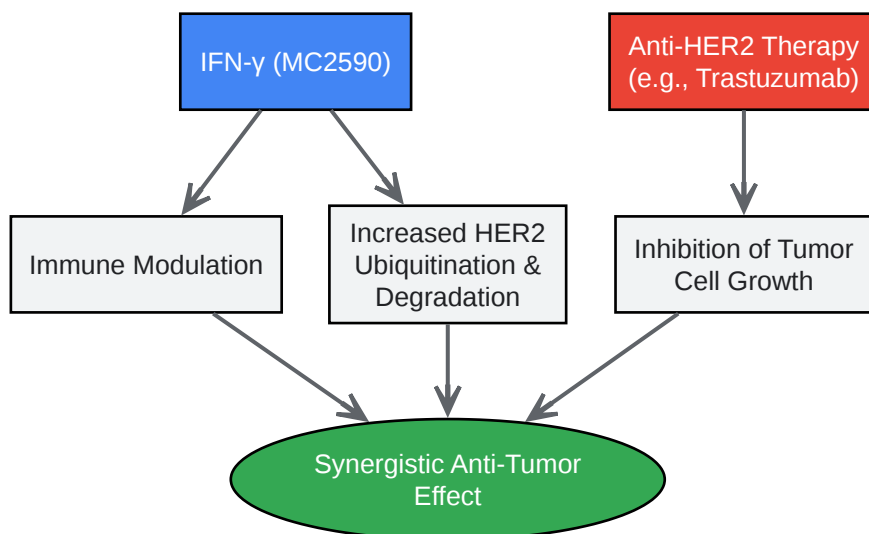 IFN-γ (MC2590)
Anti-HER2 Therapy
(e.g., Trastuzumab)
Immune Modulation
Increased HER2
Ubiquitination &
Degradation
Inhibition of Tumor
Cell Growth
Synergistic Anti-Tumor
Effect